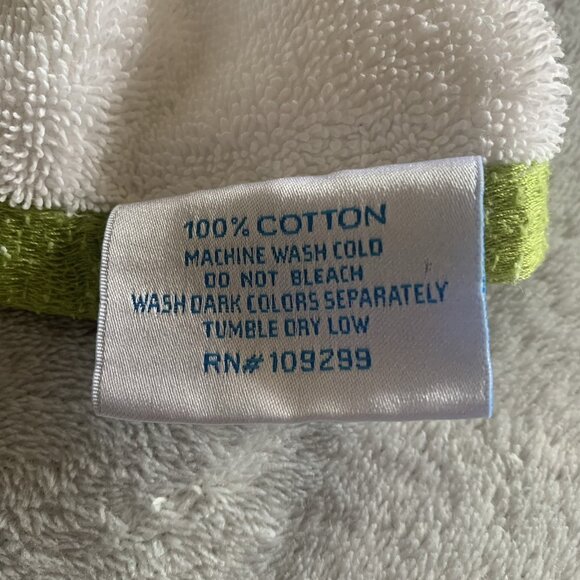 100% COTTON
MACHINE WASH COLD
DO NOT BLEACH
WASH DARK COLORS SEPARATELY
TUMBLE DRY LOW
RN# 109299